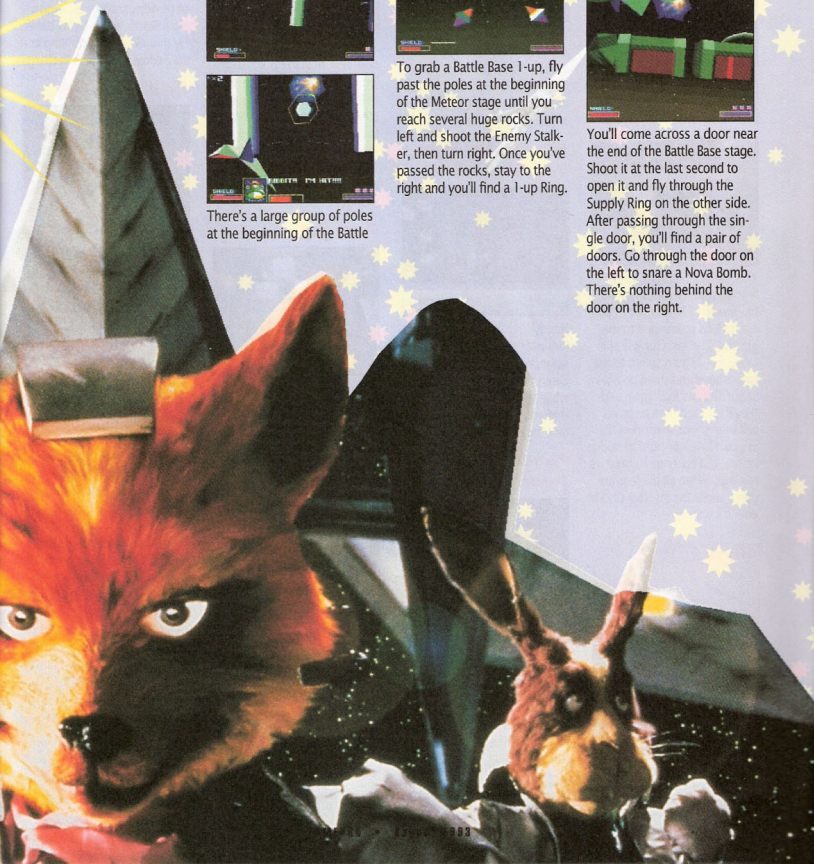 SHIELD
×2
RIBBIT!! I'M HIT!!!
SHIELD
There's a large group of poles
at the beginning of the Battle
SHIELD
To grab a Battle Base 1-up, fly
past the poles at the beginning
of the Meteor stage until you
reach several huge rocks. Turn
left and shoot the Enemy Stalk-
er, then turn right. Once you've
passed the rocks, stay to the
right and you'll find a 1-up Ring.
SHIELD
You'll come across a door near
the end of the Battle Base stage.
Shoot it at the last second to
open it and fly through the
Supply Ring on the other side.
After passing through the sin-
gle door, you'll find a pair of
doors. Go through the door on
the left to snare a Nova Bomb.
There's nothing behind the
door on the right.